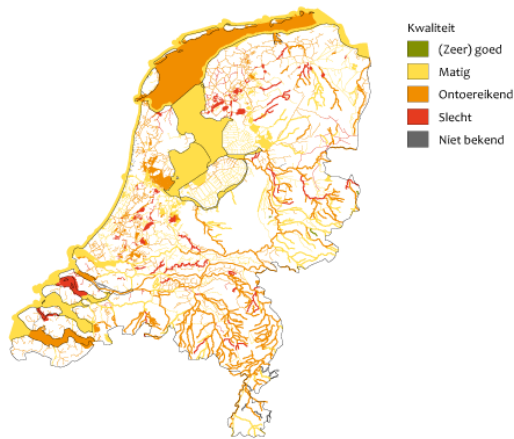 Kwaliteit
(Zeer) goed
Matig
Ontoereikend
Slecht
Niet bekend